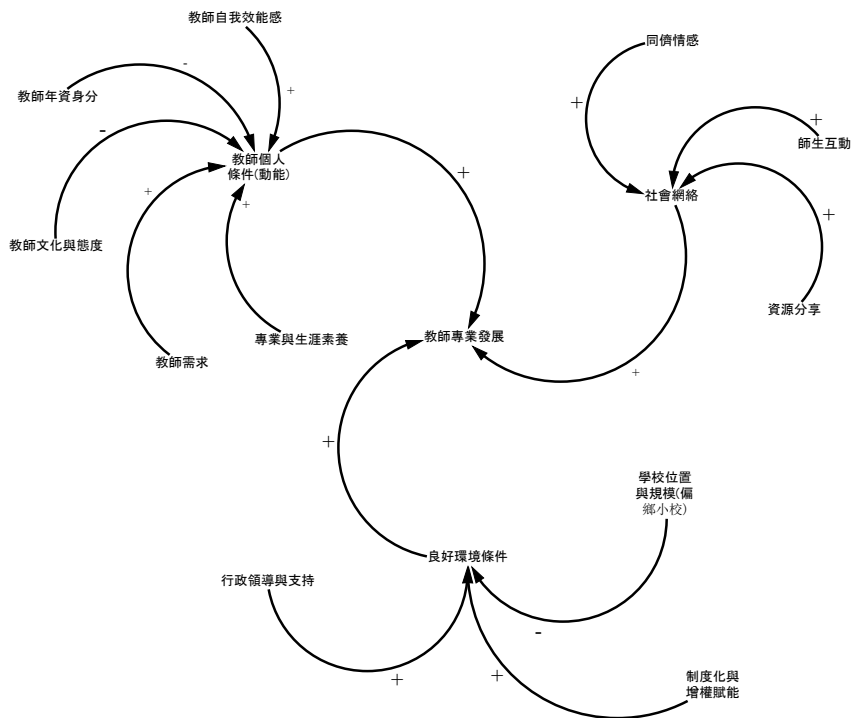 教師自我效能感
-
+
教師年資身分
-
教師個人
條件(動能)
+
+
教師文化與態度
教師需求
專業與生涯素養
+
同儕情感
+
+
師生互動
社會網絡
+
資源分享
教師專業發展
+
+
學校位置
與規模(偏
鄉小校)
良好環境條件
行政領導與支持
-
+
+
制度化與
增權賦能